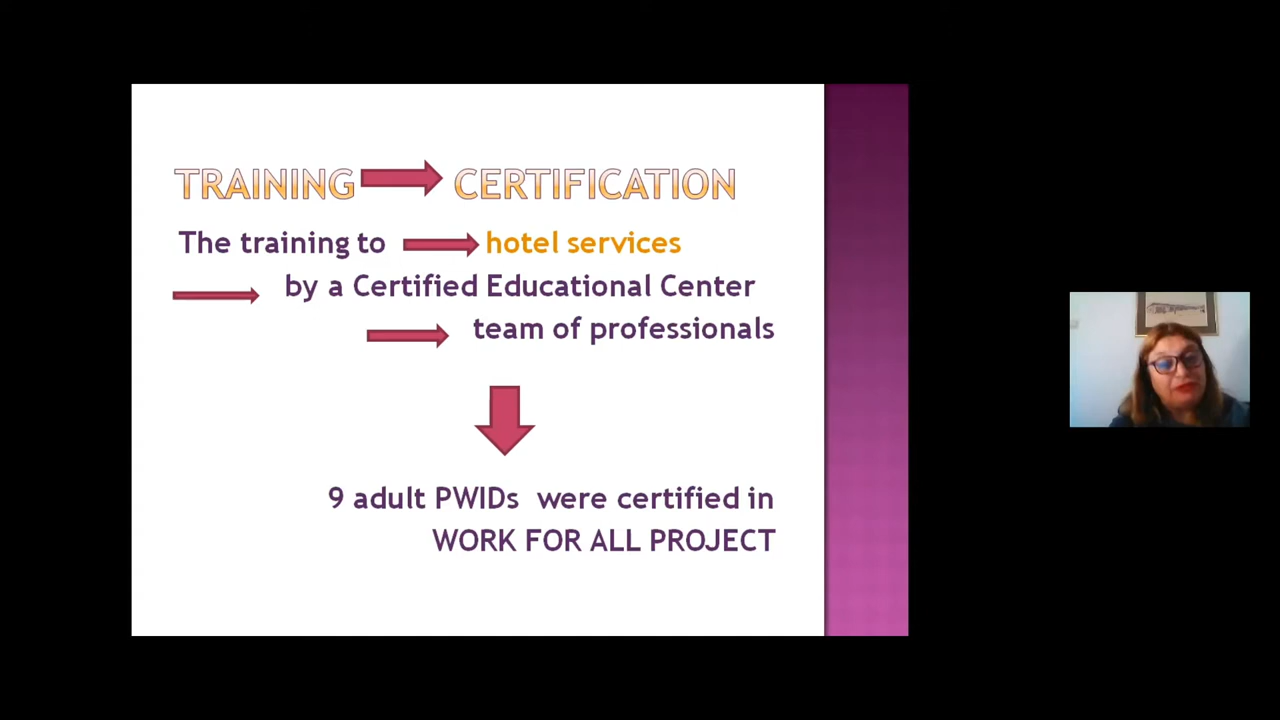 TRAINING CERTIFICATION
The training to hotel services
by a Certified Educational Center
team of professionals
9 adult PWIDs were certified in
WORK FOR ALL PROJECT